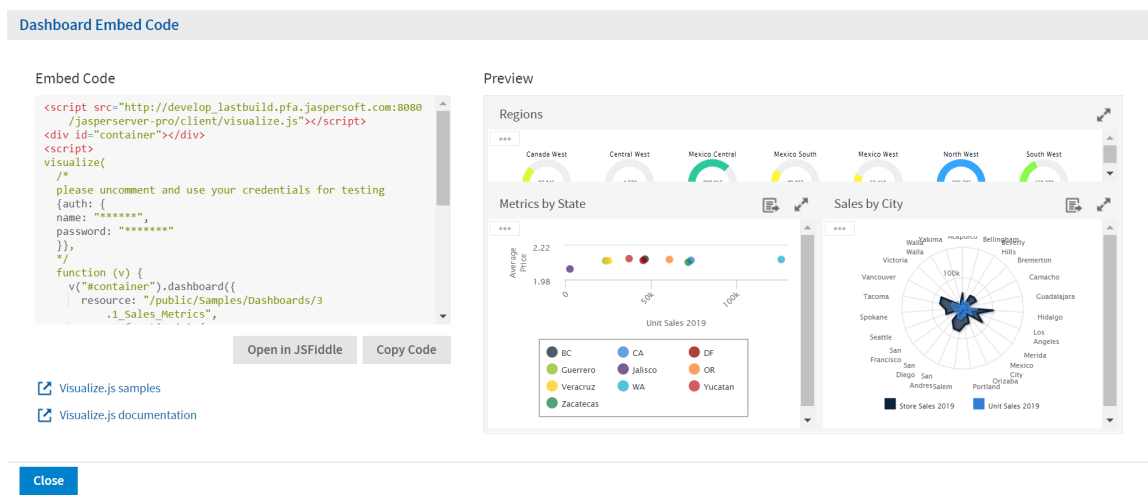 Dashboard Embed Code
Embed Code
<script src="http://develop_lastbuild.pfa.jaspersoft.com:8080
/jasperserver-pro/client/visualize.js"></script>
<div id="container"></div>
<script>
visualize(
/*
please uncomment and use your credentials for testing
{auth: {
name: "******",
password: "*******"
}},
*/
function (v) {
v("#container").dashboard({
resource: "/public/Samples/Dashboards/3
.1_Sales_Metrics",
Open in JSFiddle
Copy Code
Visualize.js samples
Visualize.js documentation
Close
Preview
Regions
Canada West
Central West
Mexico Central
Mexico South
Mexico West
North West
South West
Metrics by State
Average
Price
2.22
1.98
0
50k
100k
Unit Sales 2019
BC
CA
DF
Guerrero
Jalisco
OR
Veracruz
WA
Yucatan
Zacatecas
Sales by City
Acapulco
Bellingham
Beverly
Hills
Bremerton
Camacho
Guadalajara
Hidalgo
Los
Angeles
Merida
Mexico
City
Orizaba
Portland
Salem
San
Andres
San
Diego
San
Francisco
Seattle
Spokane
Tacoma
Vancouver
Victoria
Walla
Walla
Yakima
100k
Store Sales 2019
Unit Sales 2019